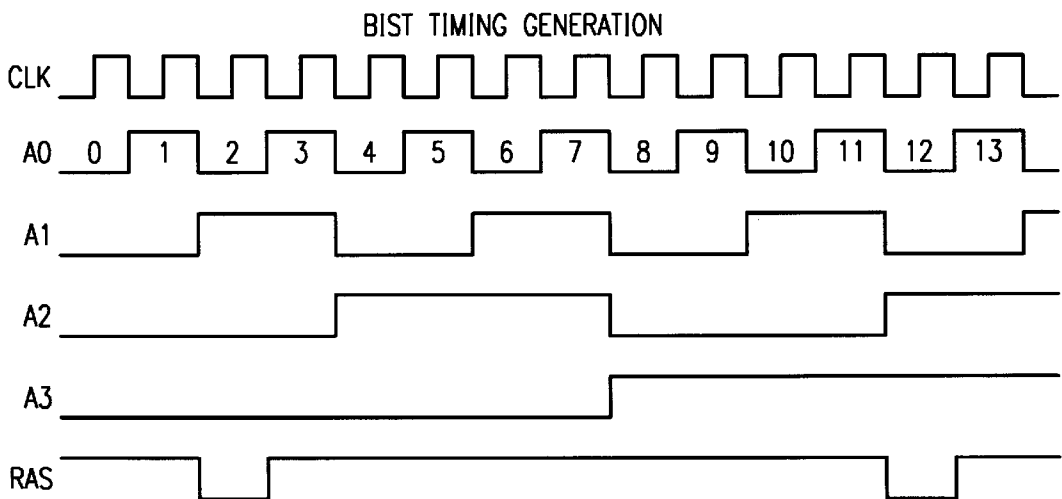 BIST TIMING GENERATION
CLK
A0 0 1 2 3 4 5 6 7 8 9 10 11 12 13
A1
A2
A3
RAS